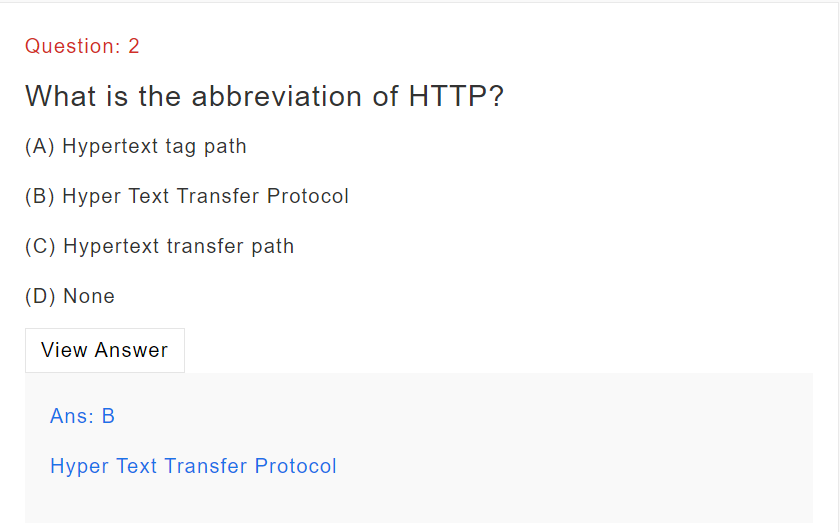 Question: 2
What is the abbreviation of HTTP?
(A) Hypertext tag path
(B) Hyper Text Transfer Protocol
(C) Hypertext transfer path
(D) None
View Answer
Ans: B
Hyper Text Transfer Protocol